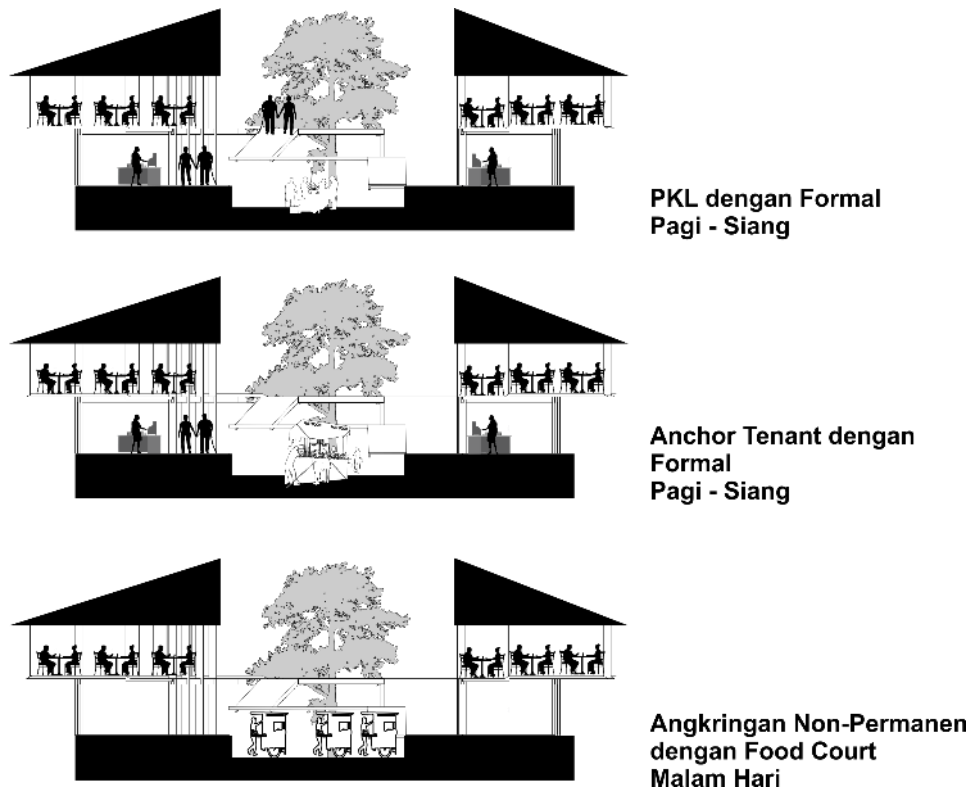 PKL dengan Formal
Pagi - Siang
Anchor Tenant dengan
Formal
Pagi - Siang
Angkringan Non-Permanen
dengan Food Court
Malam Hari